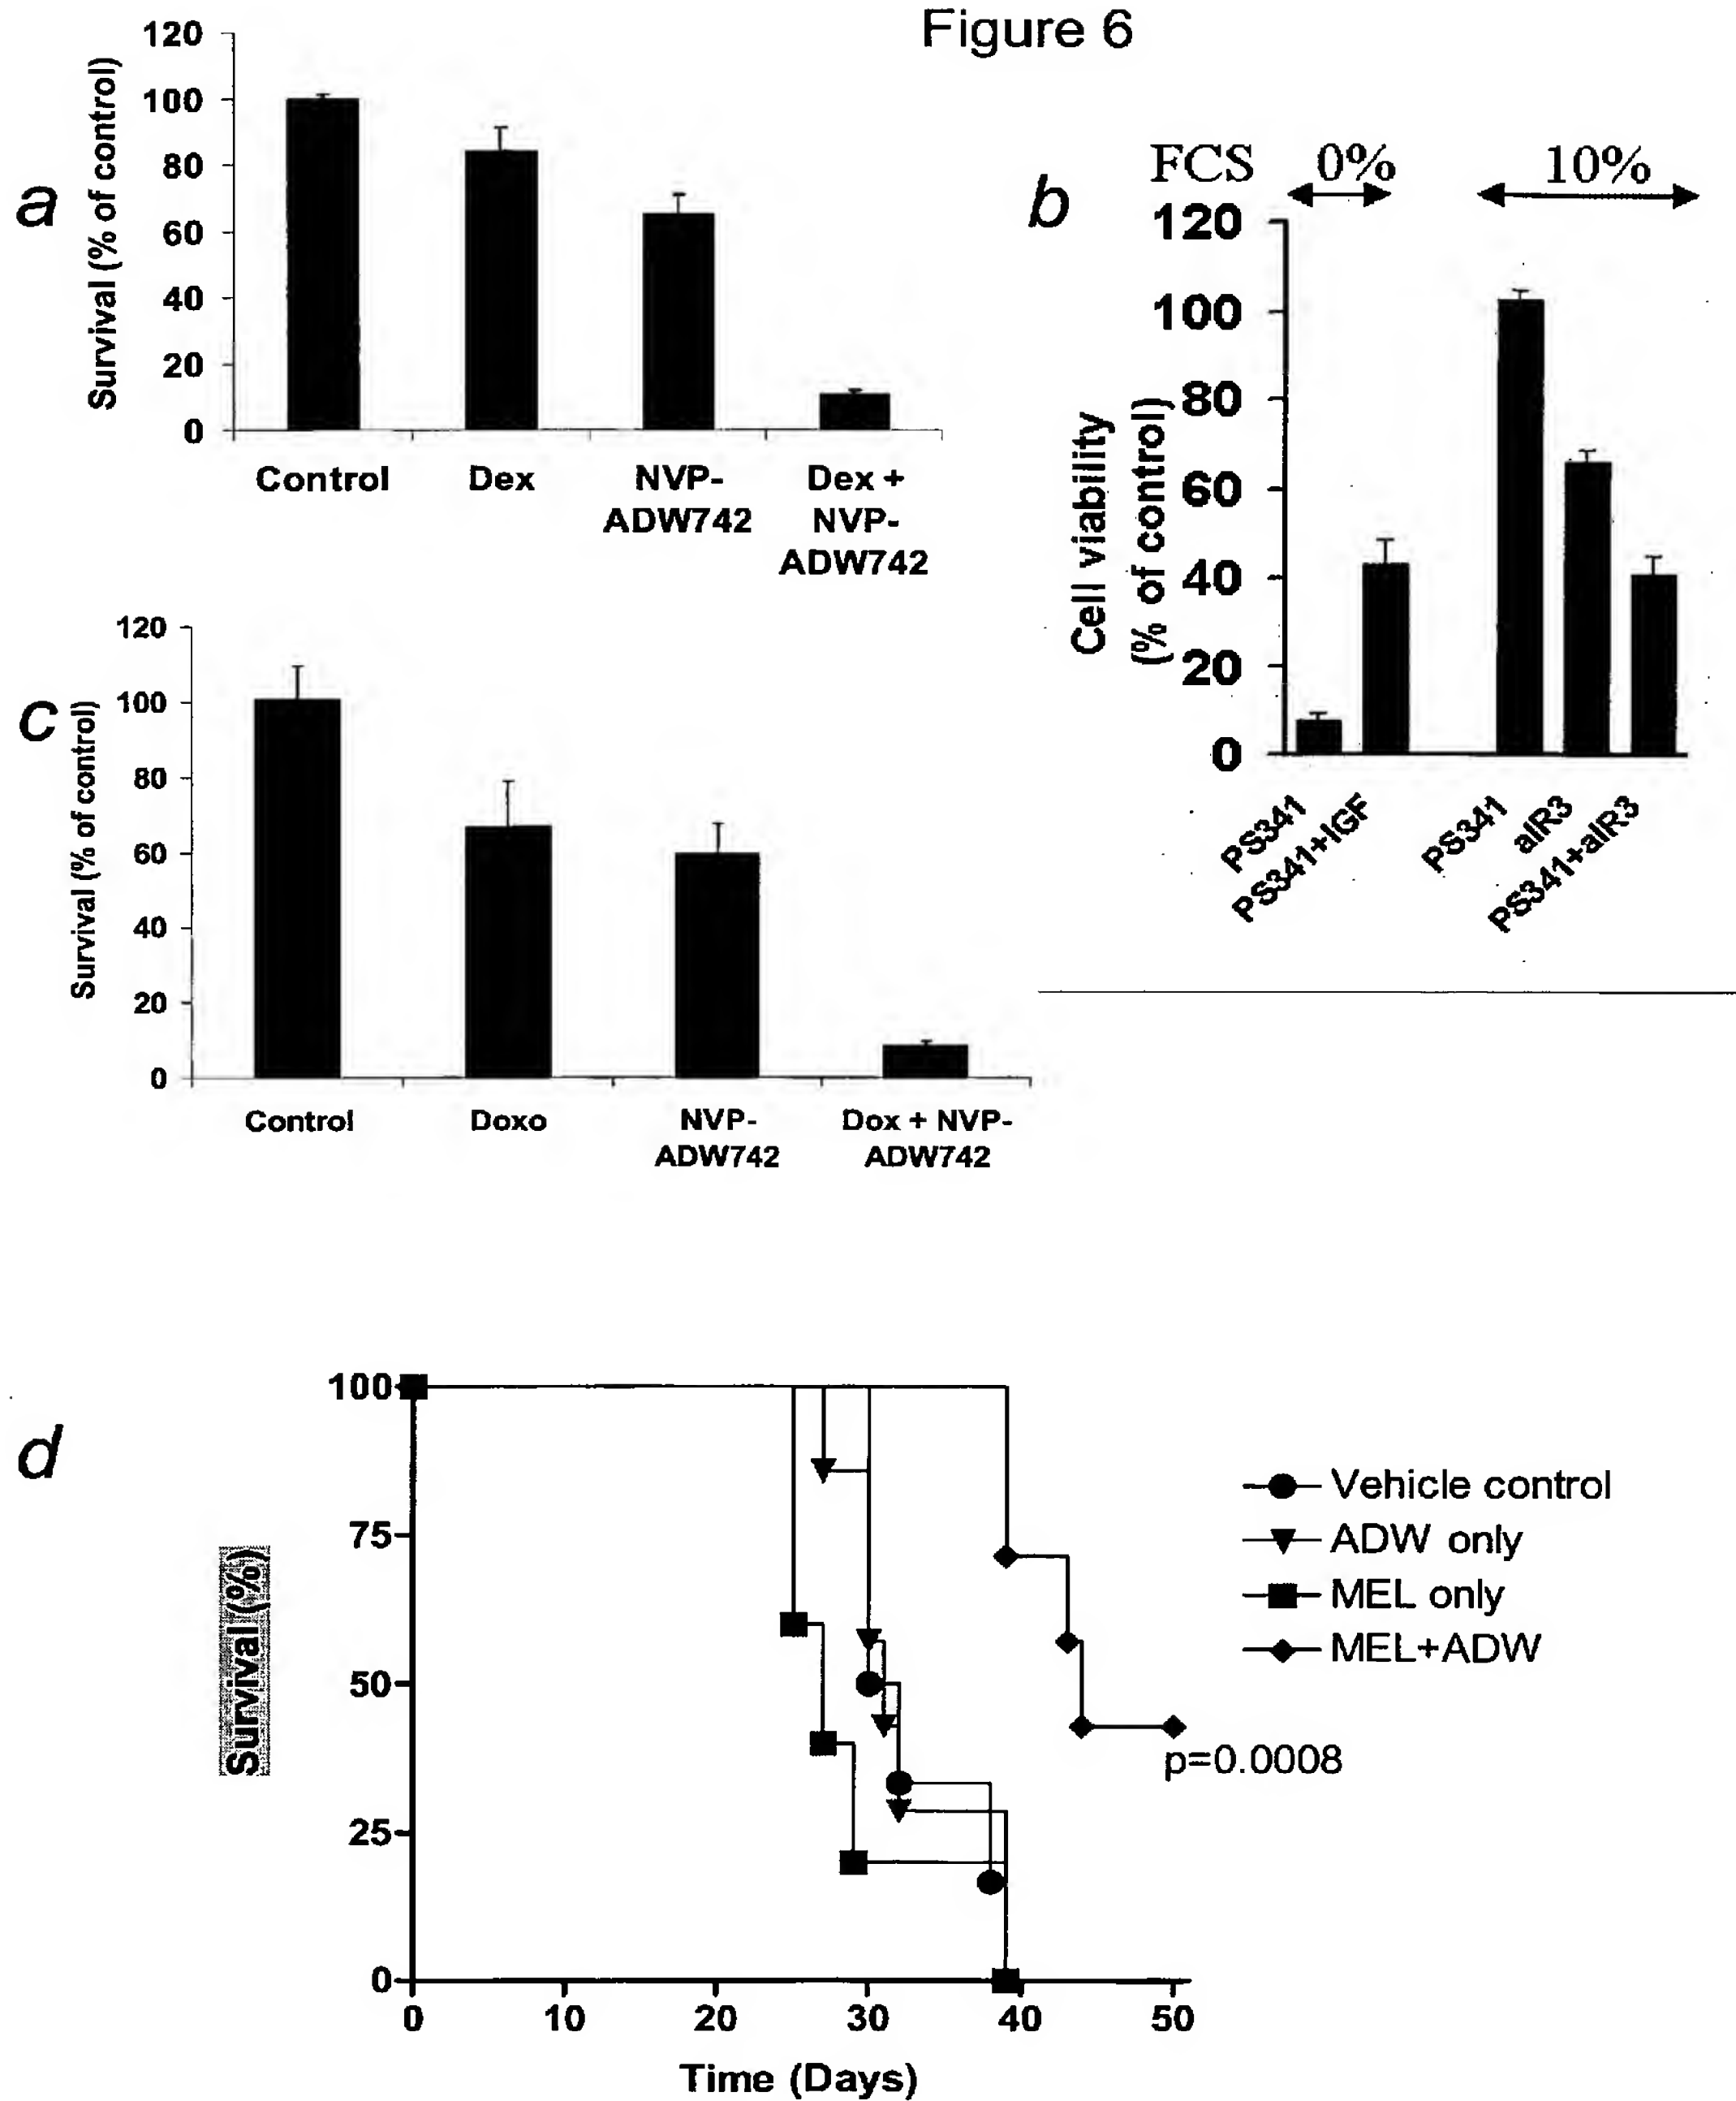 Figure 6
a
Survival (% of control)
120
100
80
60
40
20
0
Control
Dex
NVP-
ADW742
Dex +
NVP-
ADW742
b
FCS 0% 10%
Cell viability
(% of control)
120
100
80
60
40
20
0
PS341
PS341+IGF
PS341
aIR3
PS341+aIR3
c
Survival (% of control)
120
100
80
60
40
20
0
Control
Doxo
NVP-
ADW742
Dox + NVP-
ADW742
d
Survival (%)
100
75
50
25
0
0 10 20 30 40 50
Time (Days)
Vehicle control
ADW only
MEL only
MEL+ADW
p=0.0008